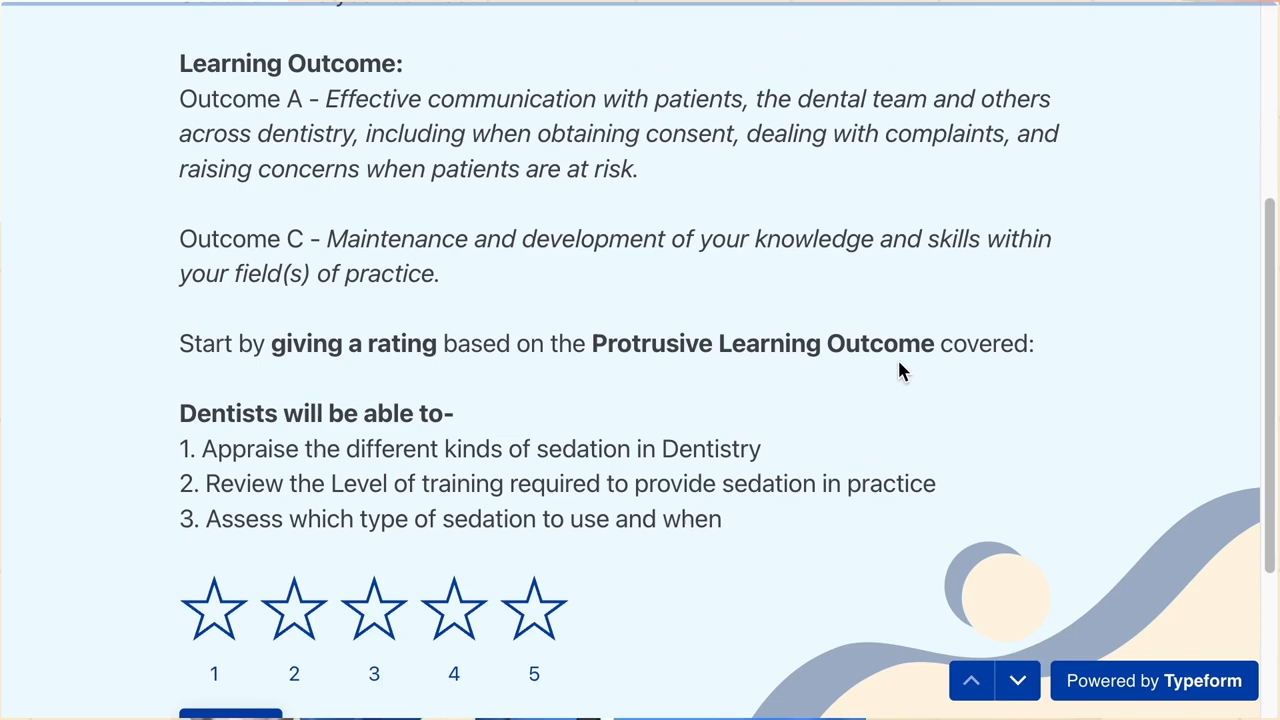 Learning Outcome:
Outcome A - Effective communication with patients, the dental team and others
across dentistry, including when obtaining consent, dealing with complaints, and
raising concerns when patients are at risk.
Outcome C - Maintenance and development of your knowledge and skills within
your field(s) of practice.
Start by giving a rating based on the Protrusive Learning Outcome covered:
Dentists will be able to-
1. Appraise the different kinds of sedation in Dentistry
2. Review the Level of training required to provide sedation in practice
3. Assess which type of sedation to use and when
1 2 3 4 5
Powered by Typeform